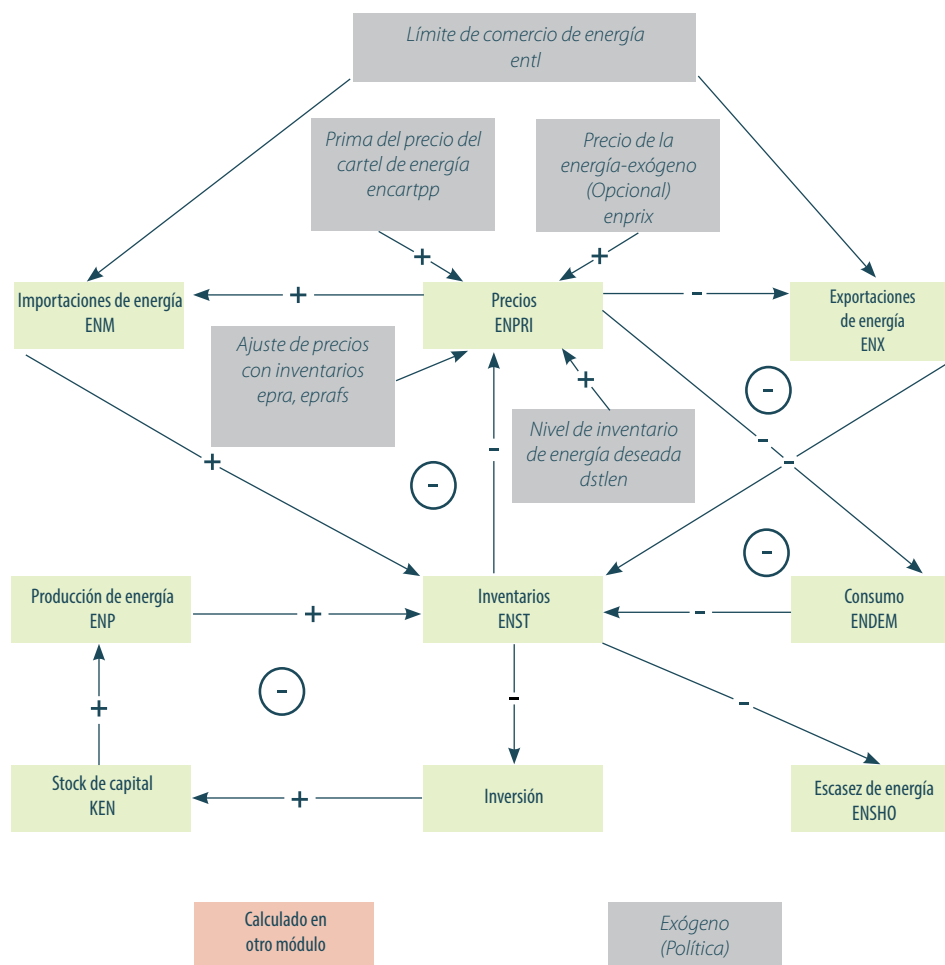 Límite de comercio de energía
entl
Prima del precio del
cartel de energía
encartpp
Precio de la
energía-exógeno
(Opcional)
enprix
+
+
Importaciones de energía
ENM
+
Precios
ENPRI
-
Exportaciones
de energía
ENX
Ajuste de precios
con inventarios
epra, eprafs
+
-
Nivel de inventario
de energía deseada
dstlen
-
-
-
+
-
-
Producción de energía
ENP
+
Inventarios
ENST
-
Consumo
ENDEM
-
-
-
+
Stock de capital
KEN
+
Inversión
Escasez de energía
ENSHO
Calculado en
otro módulo
Exógeno
(Política)